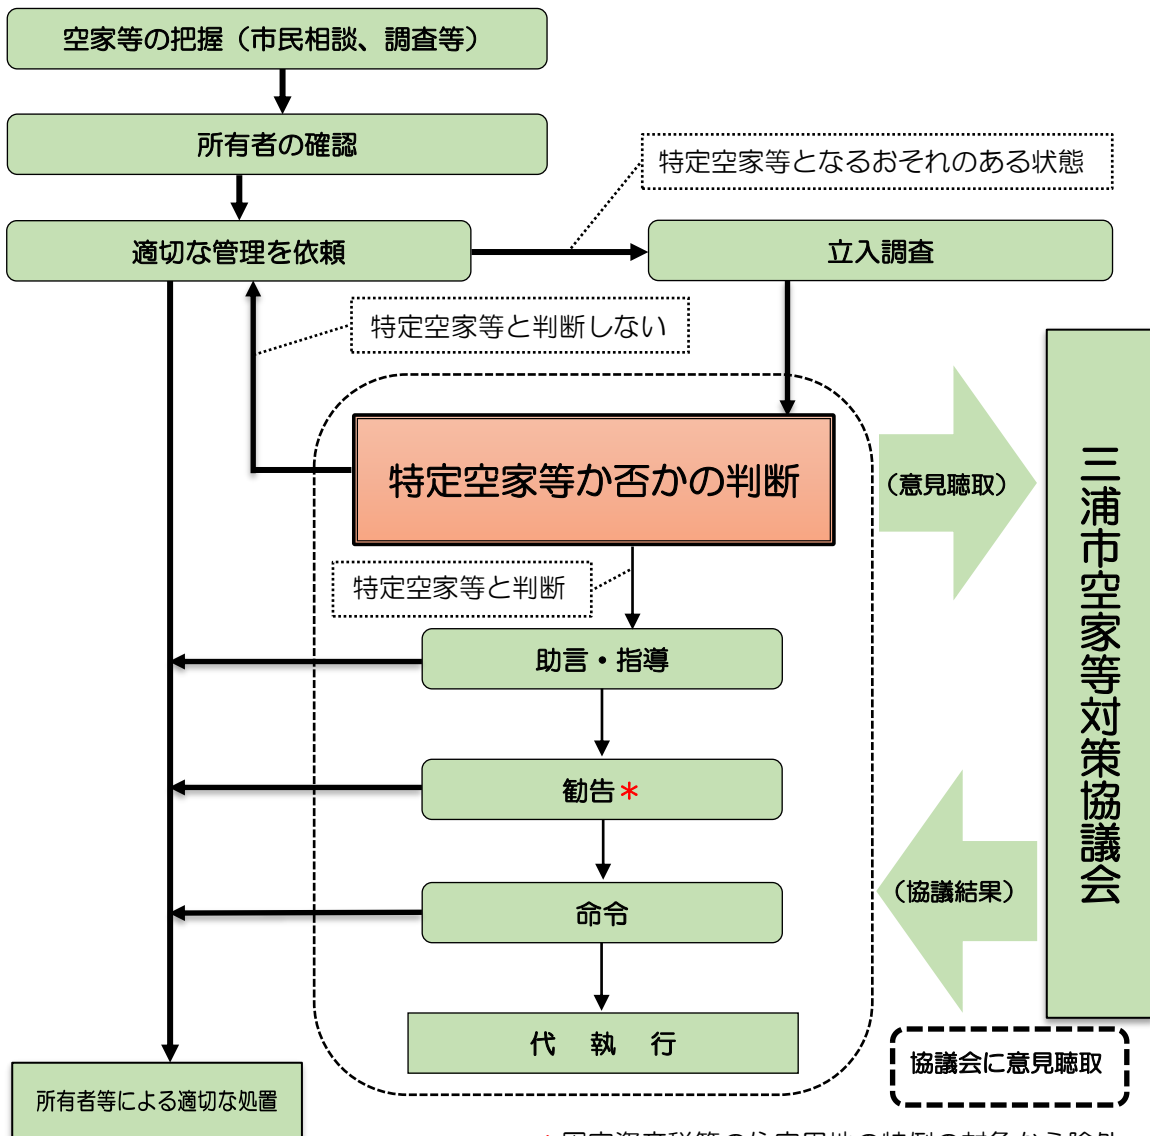 空家等の把握（市民相談、調査等）
所有者の確認
特定空家等となるおそれのある状態
適切な管理を依頼
立入調査
特定空家等と判断しない
特定空家等か否かの判断
（意見聴取）
三浦市空家等対策協議会
特定空家等と判断
助言・指導
勧告＊
命令
（協議結果）
代　執　行
協議会に意見聴取
所有者等による適切な処置